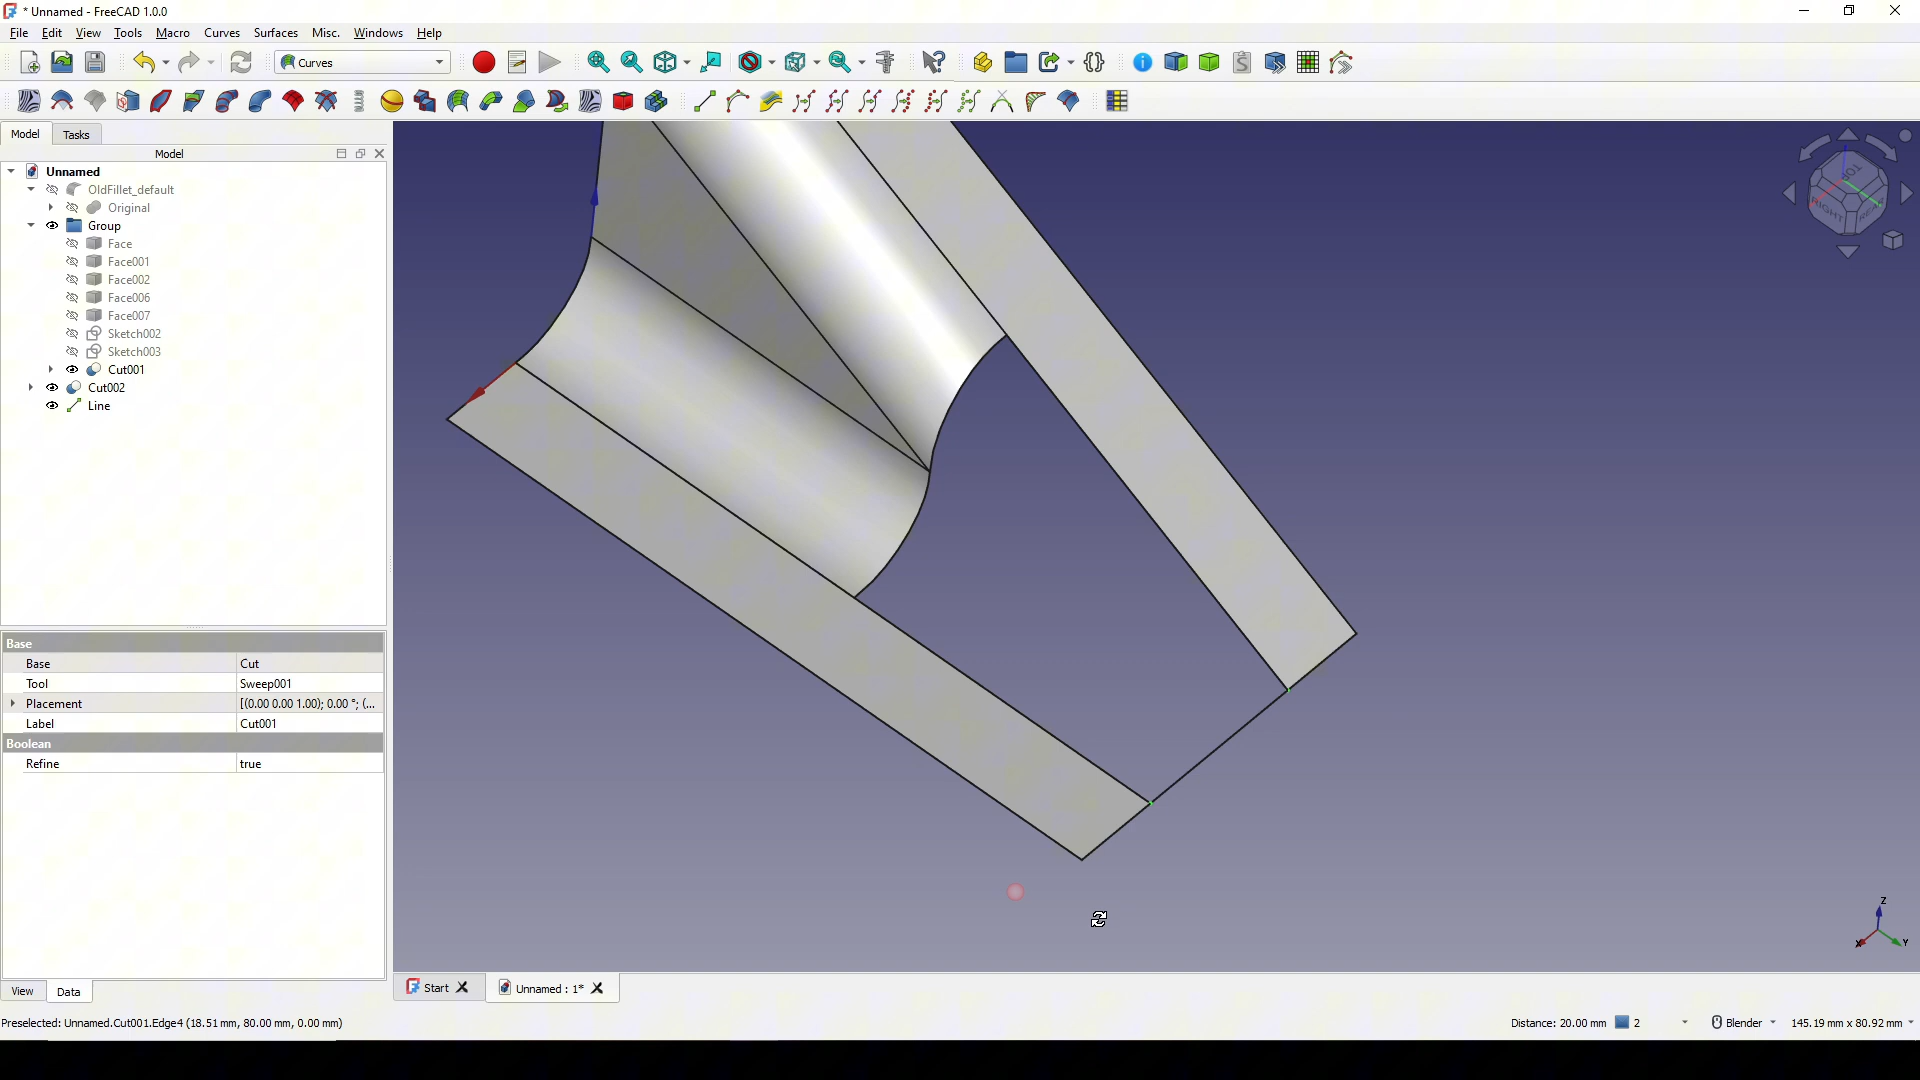 * Unnamed - FreeCAD 1.0.0
File Edit View Tools Macro Curves Surfaces Misc. Windows Help
Curves
Model Tasks
Model
Unnamed
OldFillet_default
Original
Group
Face
Face001
Face002
Face006
Face007
Sketch002
Sketch003
Cut001
Cut002
Line
Base
Base Cut
Tool Sweep001
Placement [(0.00 0.00 1.00); 0.00 °; (...
Label Cut001
Boolean
Refine true
View Data
RIGHT
REAR
Z
X
Y
Start
Unnamed : 1*
Preselected: Unnamed.Cut001.Edge4 (18.51 mm, 80.00 mm, 0.00 mm)
Distance: 20.00 mm 2 Blender 145.19 mm x 80.92 mm